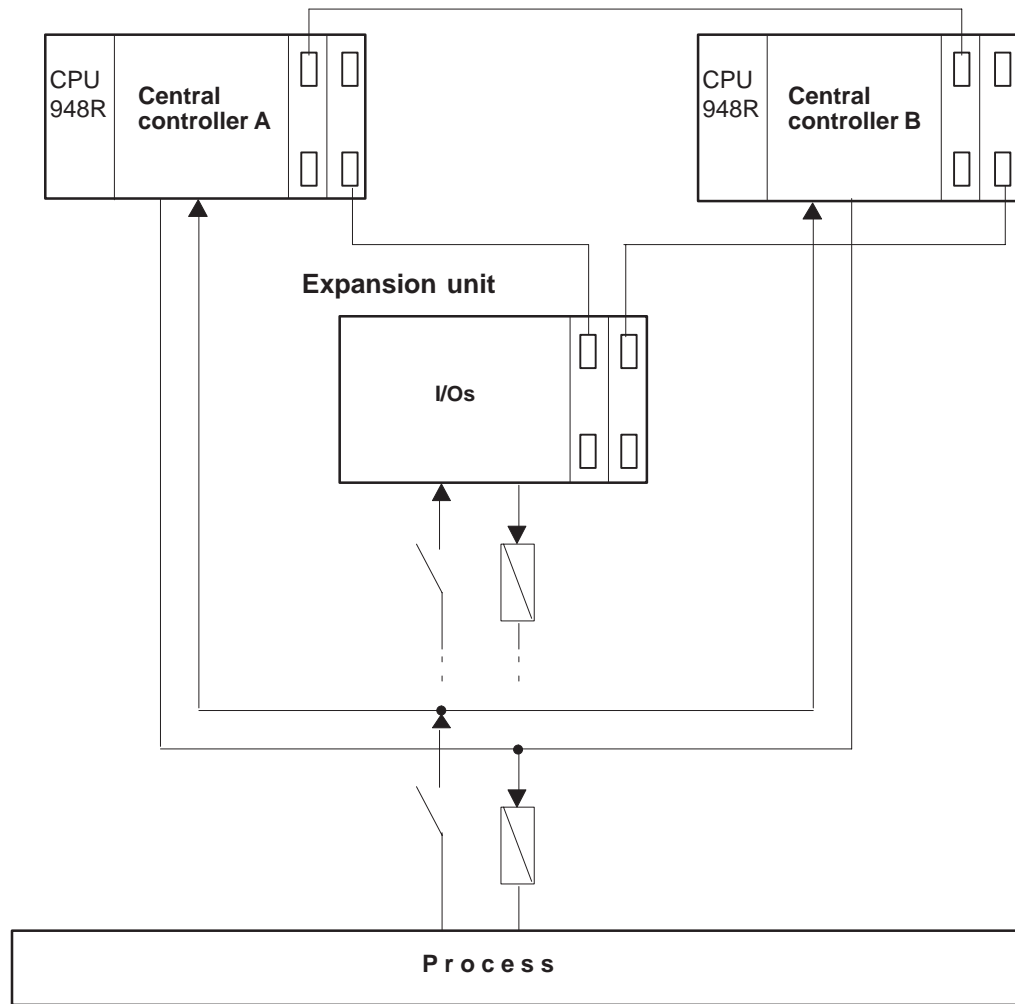 CPU
948R
Central
controller A
CPU
948R
Central
controller B
Expansion unit
I/Os
Process